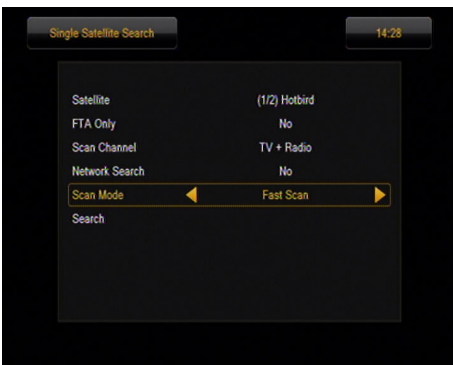 Single Satellite Search 14:28
Satellite (1/2) Hotbird
FTA Only No
Scan Channel TV + Radio
Network Search No
Scan Mode Fast Scan
Search